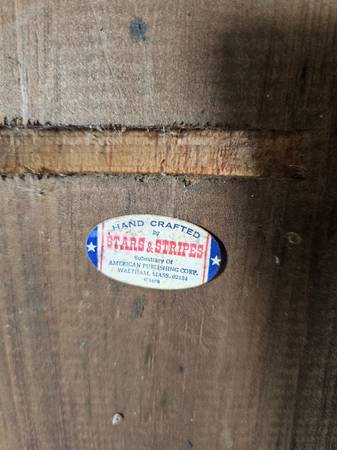 HAND CRAFTED
by
STARS & STRIPES
Subsidiary Of
AMERICAN PUBLISHING CORP.
WALTHAM, MASS. 02154